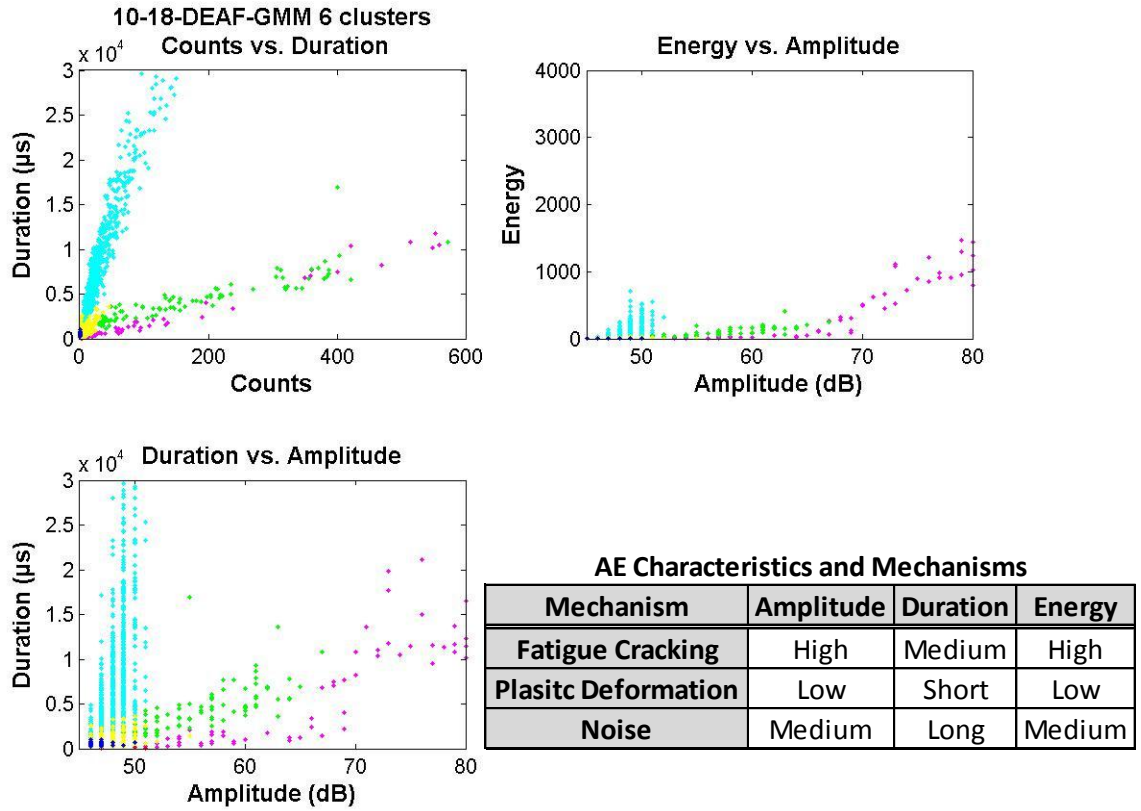 10-18-DEAF-GMM 6 clusters
Counts vs. Duration
x 10^4
3
2.5
2
1.5
1
0.5
0
Duration (µs)
0 200 400 600
Counts
Energy vs. Amplitude
4000
3000
2000
1000
0
Energy
50 60 70 80
Amplitude (dB)
Duration vs. Amplitude
x 10^4
3
2.5
2
1.5
1
0.5
0
Duration (µs)
50 60 70 80
Amplitude (dB)
AE Characteristics and Mechanisms
Mechanism Amplitude Duration Energy
Fatigue Cracking High Medium High
Plasitc Deformation Low Short Low
Noise Medium Long Medium